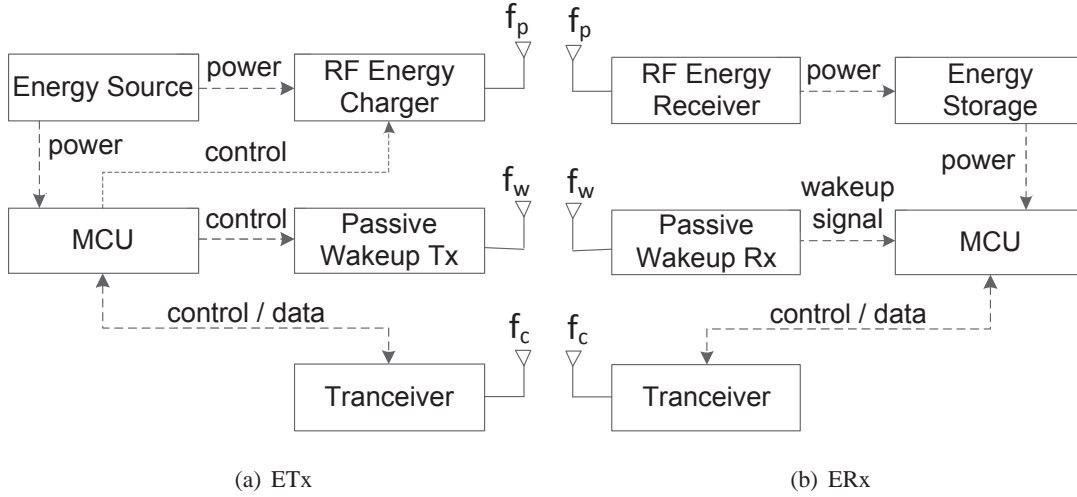 f_p
power
Energy Source
RF Energy
Charger
power
control
f_w
MCU
control
Passive
Wakeup Tx
control / data
f_c
Tranceiver
(a) ETx
f_p
RF Energy
Receiver
power
Energy
Storage
power
f_w
wakeup
signal
Passive
Wakeup Rx
MCU
control / data
f_c
Tranceiver
(b) ERx